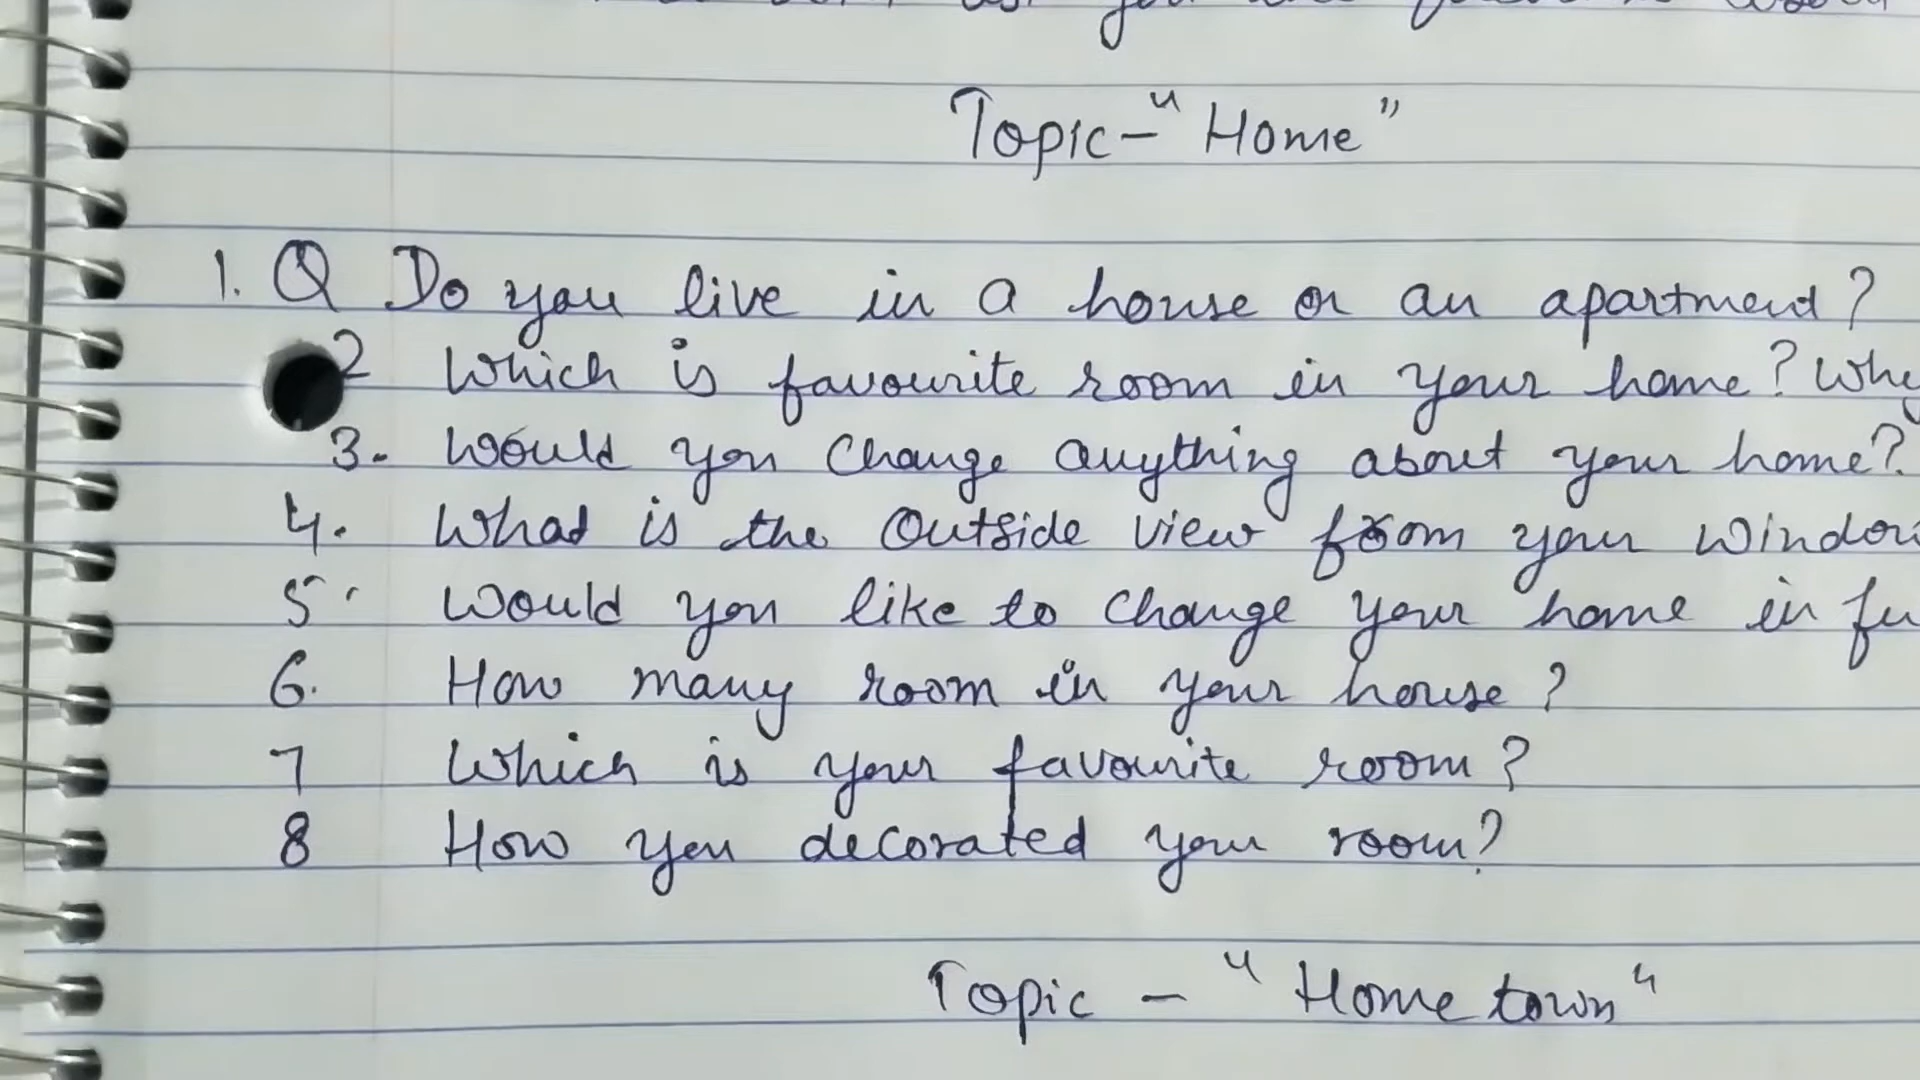 you
Topic - "Home"
1. Q Do you live in a house or an apartment?
2 Which is favourite room in your home? Why
3. Would you change anything about your home?
4. What is the Outside view from your window
5. Would you like to change your home in fu
6. How many room in your house?
7 Which is your favourite room?
8 How you decorated your room?
Topic - "Home town"